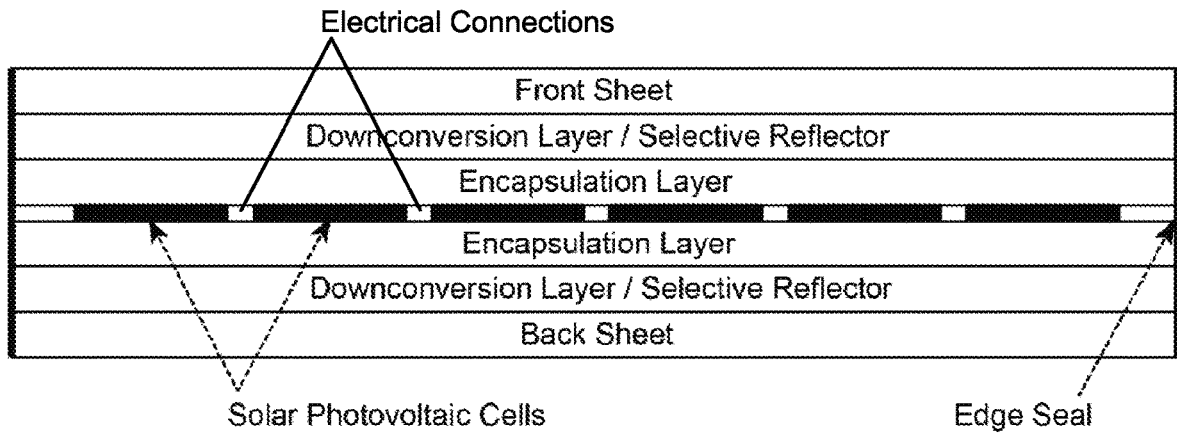 Electrical Connections
Front Sheet
Downconversion Layer / Selective Reflector
Encapsulation Layer
Encapsulation Layer
Downconversion Layer / Selective Reflector
Back Sheet
Solar Photovoltaic Cells
Edge Seal